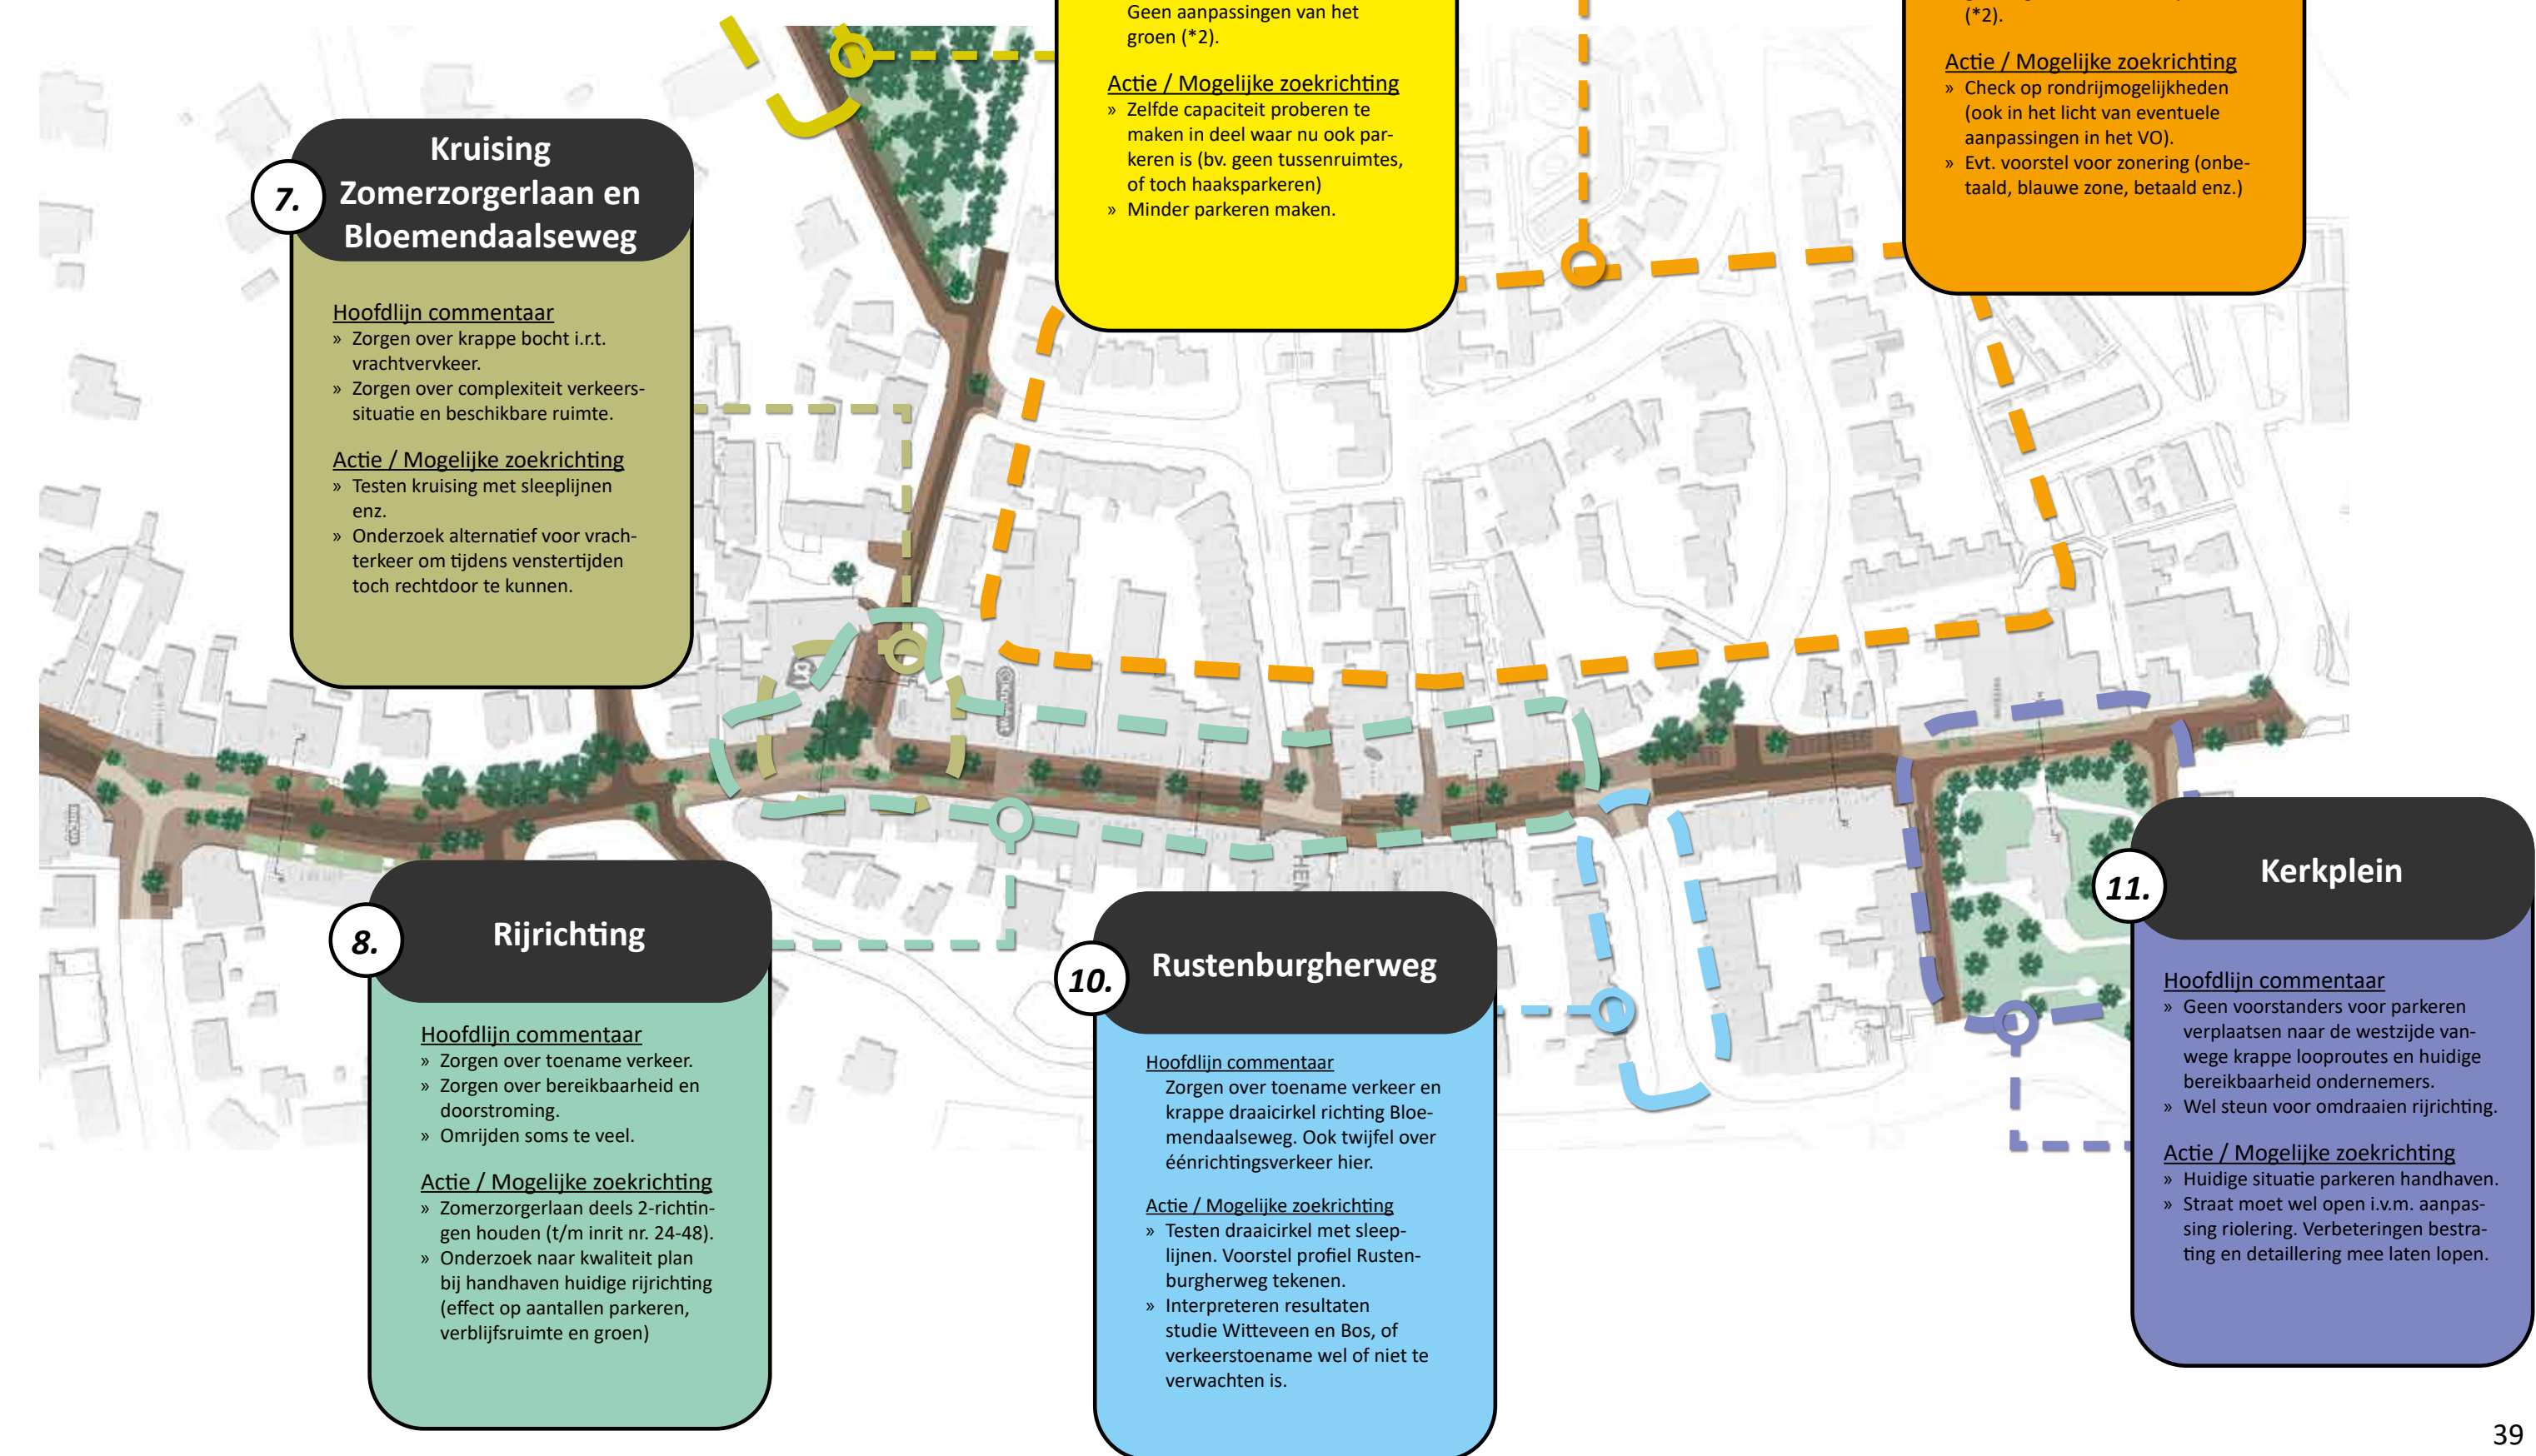 Geen aanpassingen van het
groen (*2).
Actie / Mogelijke zoekrichting
» Zelfde capaciteit proberen te
maken in deel waar nu ook par-
keren is (bv. geen tussenruimtes,
of toch haaksparkeren)
» Minder parkeren maken.
(*2).
Actie / Mogelijke zoekrichting
» Check op rondrijmogelijkheden
(ook in het licht van eventuele
aanpassingen in het VO).
» Evt. voorstel voor zonering (onbe-
taald, blauwe zone, betaald enz.)
7.
Kruising
Zomerzorgerlaan en
Bloemendaalseweg
Hoofdlijn commentaar
» Zorgen over krappe bocht i.r.t.
vrachtvervkeer.
» Zorgen over complexiteit verkeers-
situatie en beschikbare ruimte.
Actie / Mogelijke zoekrichting
» Testen kruising met sleeplijnen
enz.
» Onderzoek alternatief voor vrach-
terkeer om tijdens venstertijden
toch rechtdoor te kunnen.
8.
Rijrichting
Hoofdlijn commentaar
» Zorgen over toename verkeer.
» Zorgen over bereikbaarheid en
doorstroming.
» Omrijden soms te veel.
Actie / Mogelijke zoekrichting
» Zomerzorgerlaan deels 2-richtin-
gen houden (t/m inrit nr. 24-48).
» Onderzoek naar kwaliteit plan
bij handhaven huidige rijrichting
(effect op aantallen parkeren,
verblijfsruimte en groen)
10.
Rustenburgherweg
Hoofdlijn commentaar
Zorgen over toename verkeer en
krappe draaicirkel richting Bloe-
mendaalseweg. Ook twijfel over
éénrichtingsverkeer hier.
Actie / Mogelijke zoekrichting
» Testen draaicirkel met sleep-
lijnen. Voorstel profiel Rusten-
burgherweg tekenen.
» Interpreteren resultaten
studie Witteveen en Bos, of
verkeerstoename wel of niet te
verwachten is.
11.
Kerkplein
Hoofdlijn commentaar
» Geen voorstanders voor parkeren
verplaatsen naar de westzijde van-
wege krappe looproutes en huidige
bereikbaarheid ondernemers.
» Wel steun voor omdraaien rijrichting.
Actie / Mogelijke zoekrichting
» Huidige situatie parkeren handhaven.
» Straat moet wel open i.v.m. aanpas-
sing riolering. Verbeteringen bestra-
ting en detaillering mee laten lopen.
39